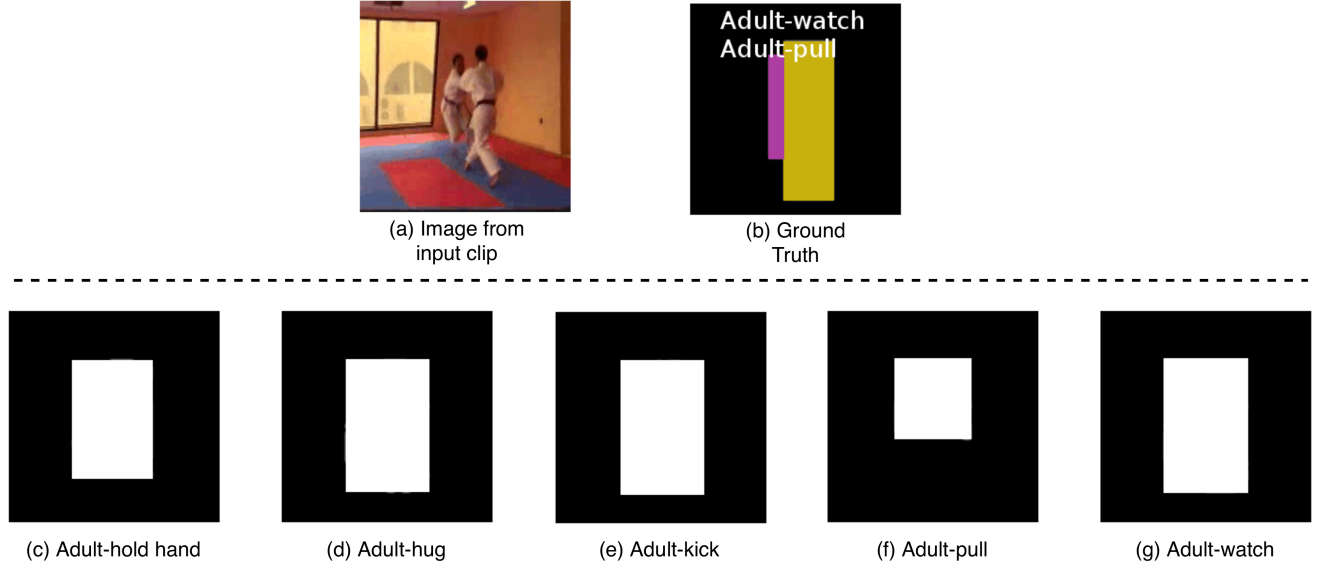 Adult-watch
Adult-pull
(a) Image from
input clip
(b) Ground
Truth
(c) Adult-hold hand
(d) Adult-hug
(e) Adult-kick
(f) Adult-pull
(g) Adult-watch